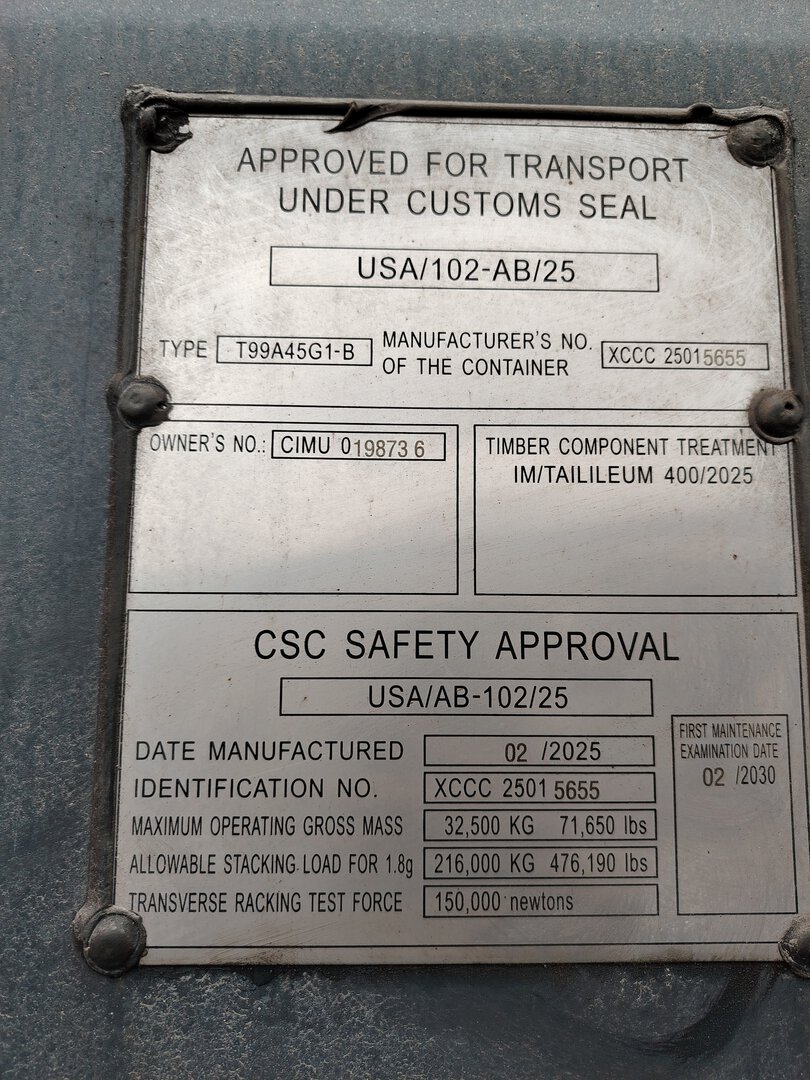 APPROVED FOR TRANSPORT
UNDER CUSTOMS SEAL
USA/102-AB/25
TYPE T99A45G1-B MANUFACTURER'S NO. OF THE CONTAINER XCCC 25015655
OWNER'S NO.: CIMU 019873 6
TIMBER COMPONENT TREATMENT
IM/TAILILEUM 400/2025
CSC SAFETY APPROVAL
USA/AB-102/25
DATE MANUFACTURED 02 /2025
IDENTIFICATION NO. XCCC 2501 5655
MAXIMUM OPERATING GROSS MASS 32,500 KG 71,650 lbs
ALLOWABLE STACKING LOAD FOR 1.8g 216,000 KG 476,190 lbs
TRANSVERSE RACKING TEST FORCE 150,000 newtons
FIRST MAINTENANCE
EXAMINATION DATE
02 /2030